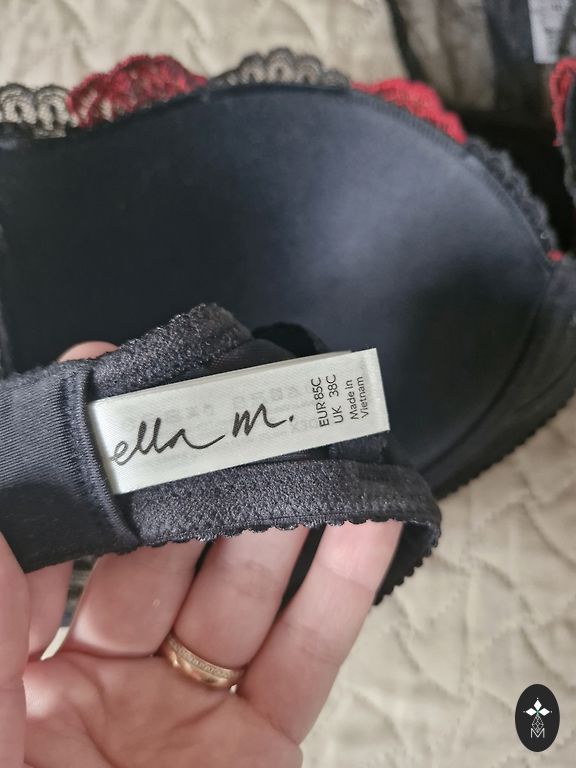 ella m.
EUR 85C
UK 38C
Made in
Vietnam
M